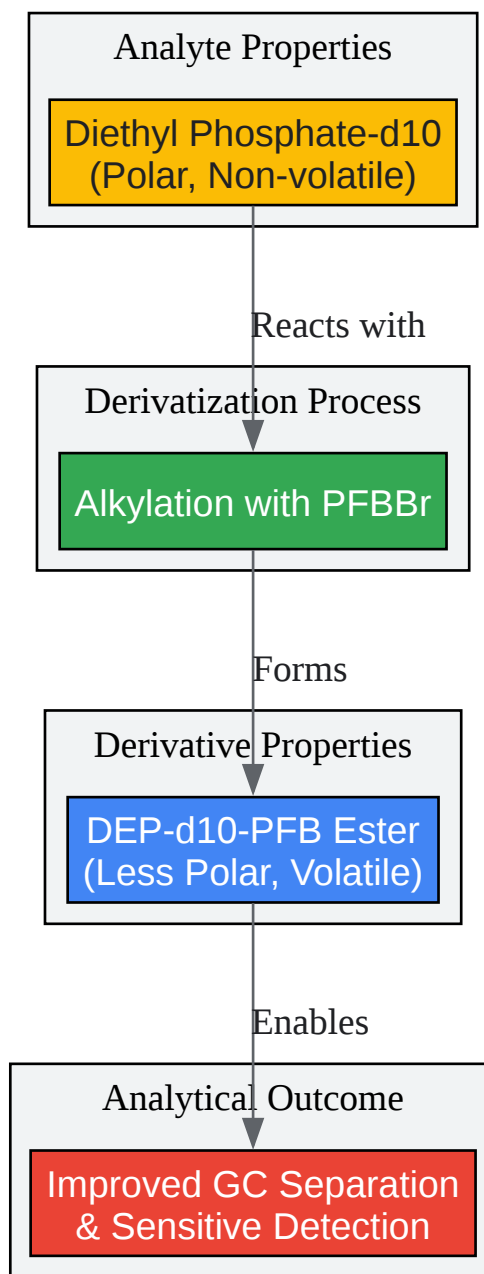 Analyte Properties
Diethyl Phosphate-d10
(Polar, Non-volatile)
Reacts with
Derivatization Process
Alkylation with PFBBr
Forms
Derivative Properties
DEP-d10-PFB Ester
(Less Polar, Volatile)
Enables
Analytical Outcome
Improved GC Separation
& Sensitive Detection